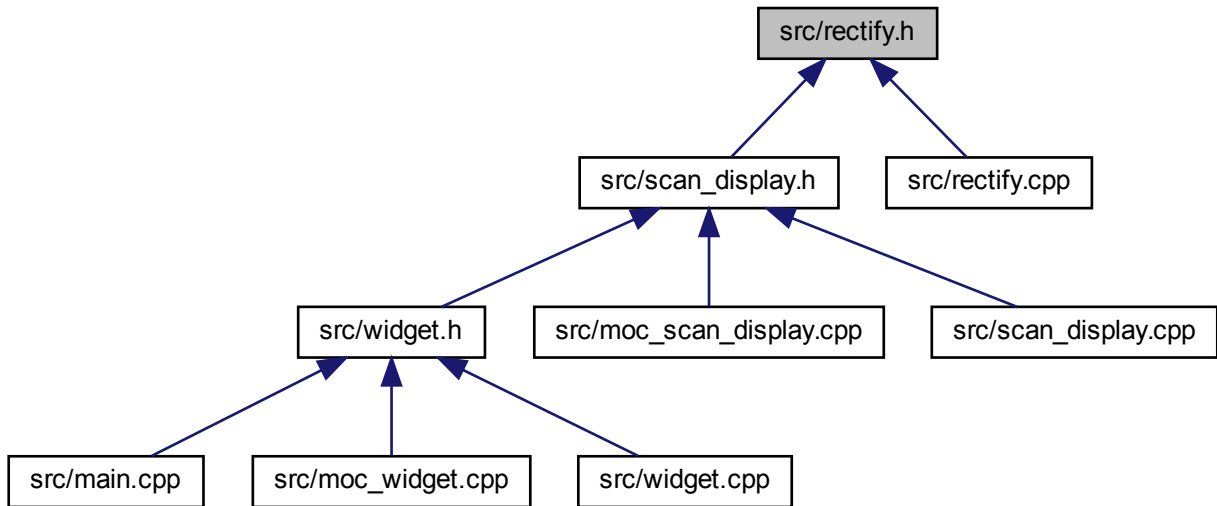 src/rectify.h
src/scan_display.h
src/rectify.cpp
src/widget.h
src/moc_scan_display.cpp
src/scan_display.cpp
src/main.cpp
src/moc_widget.cpp
src/widget.cpp